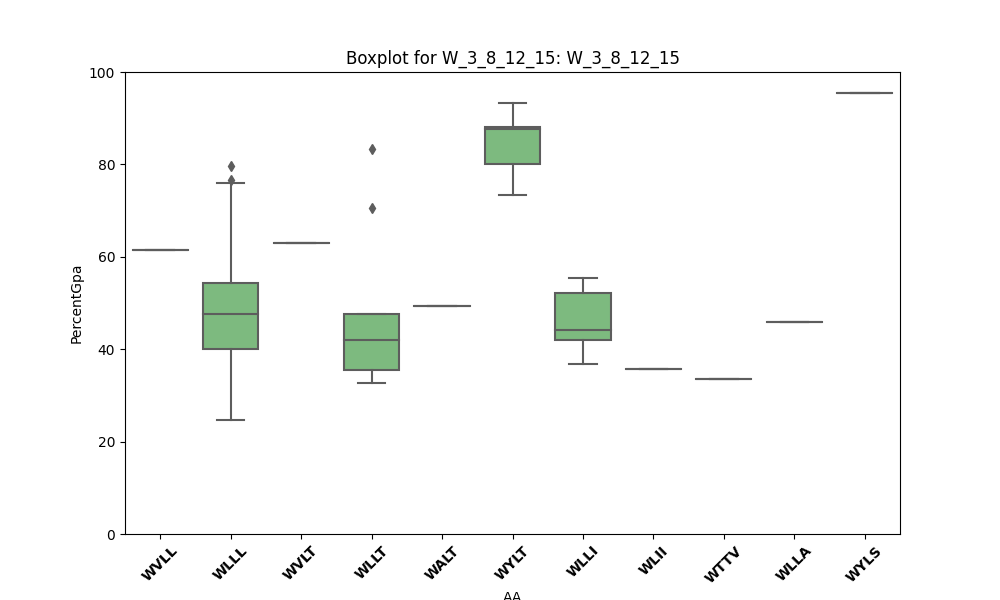 Boxplot for W_3_8_12_15: W_3_8_12_15
100
80
60
40
20
0
PercentGpa
WVLL
WLLL
WVLT
WLLT
WALT
WYLT
WLLI
WLII
WTTV
WLLA
WYLS
AA